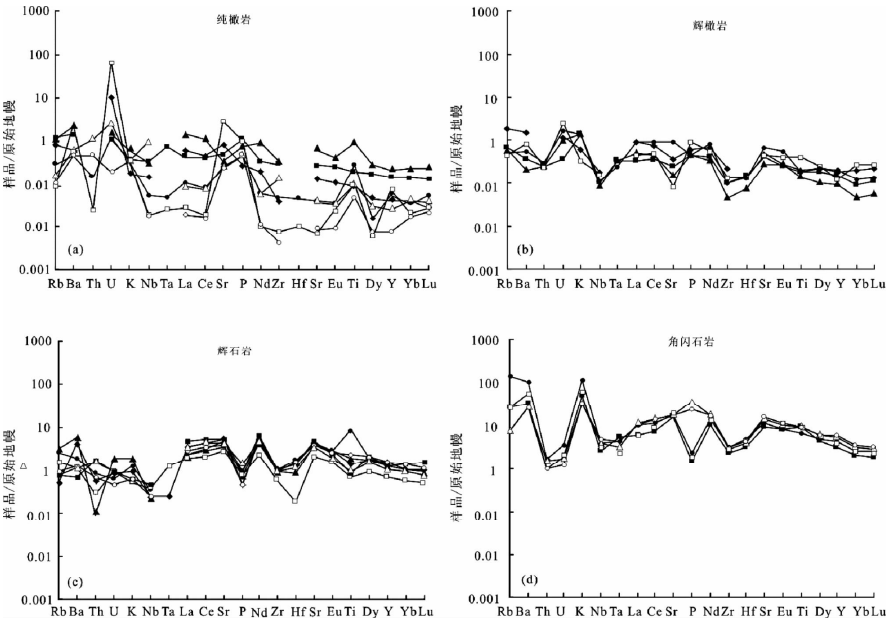 纯橄岩
1000
100
10
1
0.01
0.1
0.001
样品/原始地幔
(a)
Rb Ba Th U K Nb Ta La Ce Sr P Nd Zr Hf Sr Eu Ti Dy Y Yb Lu
辉橄岩
1000
100
10
1
0.01
0.1
0.001
样品/原始地幔
(b)
Rb Ba Th U K Nb Ta La Ce Sr P Nd Zr Hf Sr Eu Ti Dy Y Yb Lu
辉石岩
1000
100
10
1
0.01
0.1
0.001
样品/原始地幔
(c)
Rb Ba Th U K Nb Ta La Ce Sr P Nd Zr Hf Sr Eu Ti Dy Y Yb Lu
角闪石岩
1000
100
10
1
0.01
0.1
0.001
样品/原始地幔
(d)
Rb Ba Th U K Nb Ta La Ce Sr P Nd Zr Hf Sr Eu Ti Dy Y Yb Lu